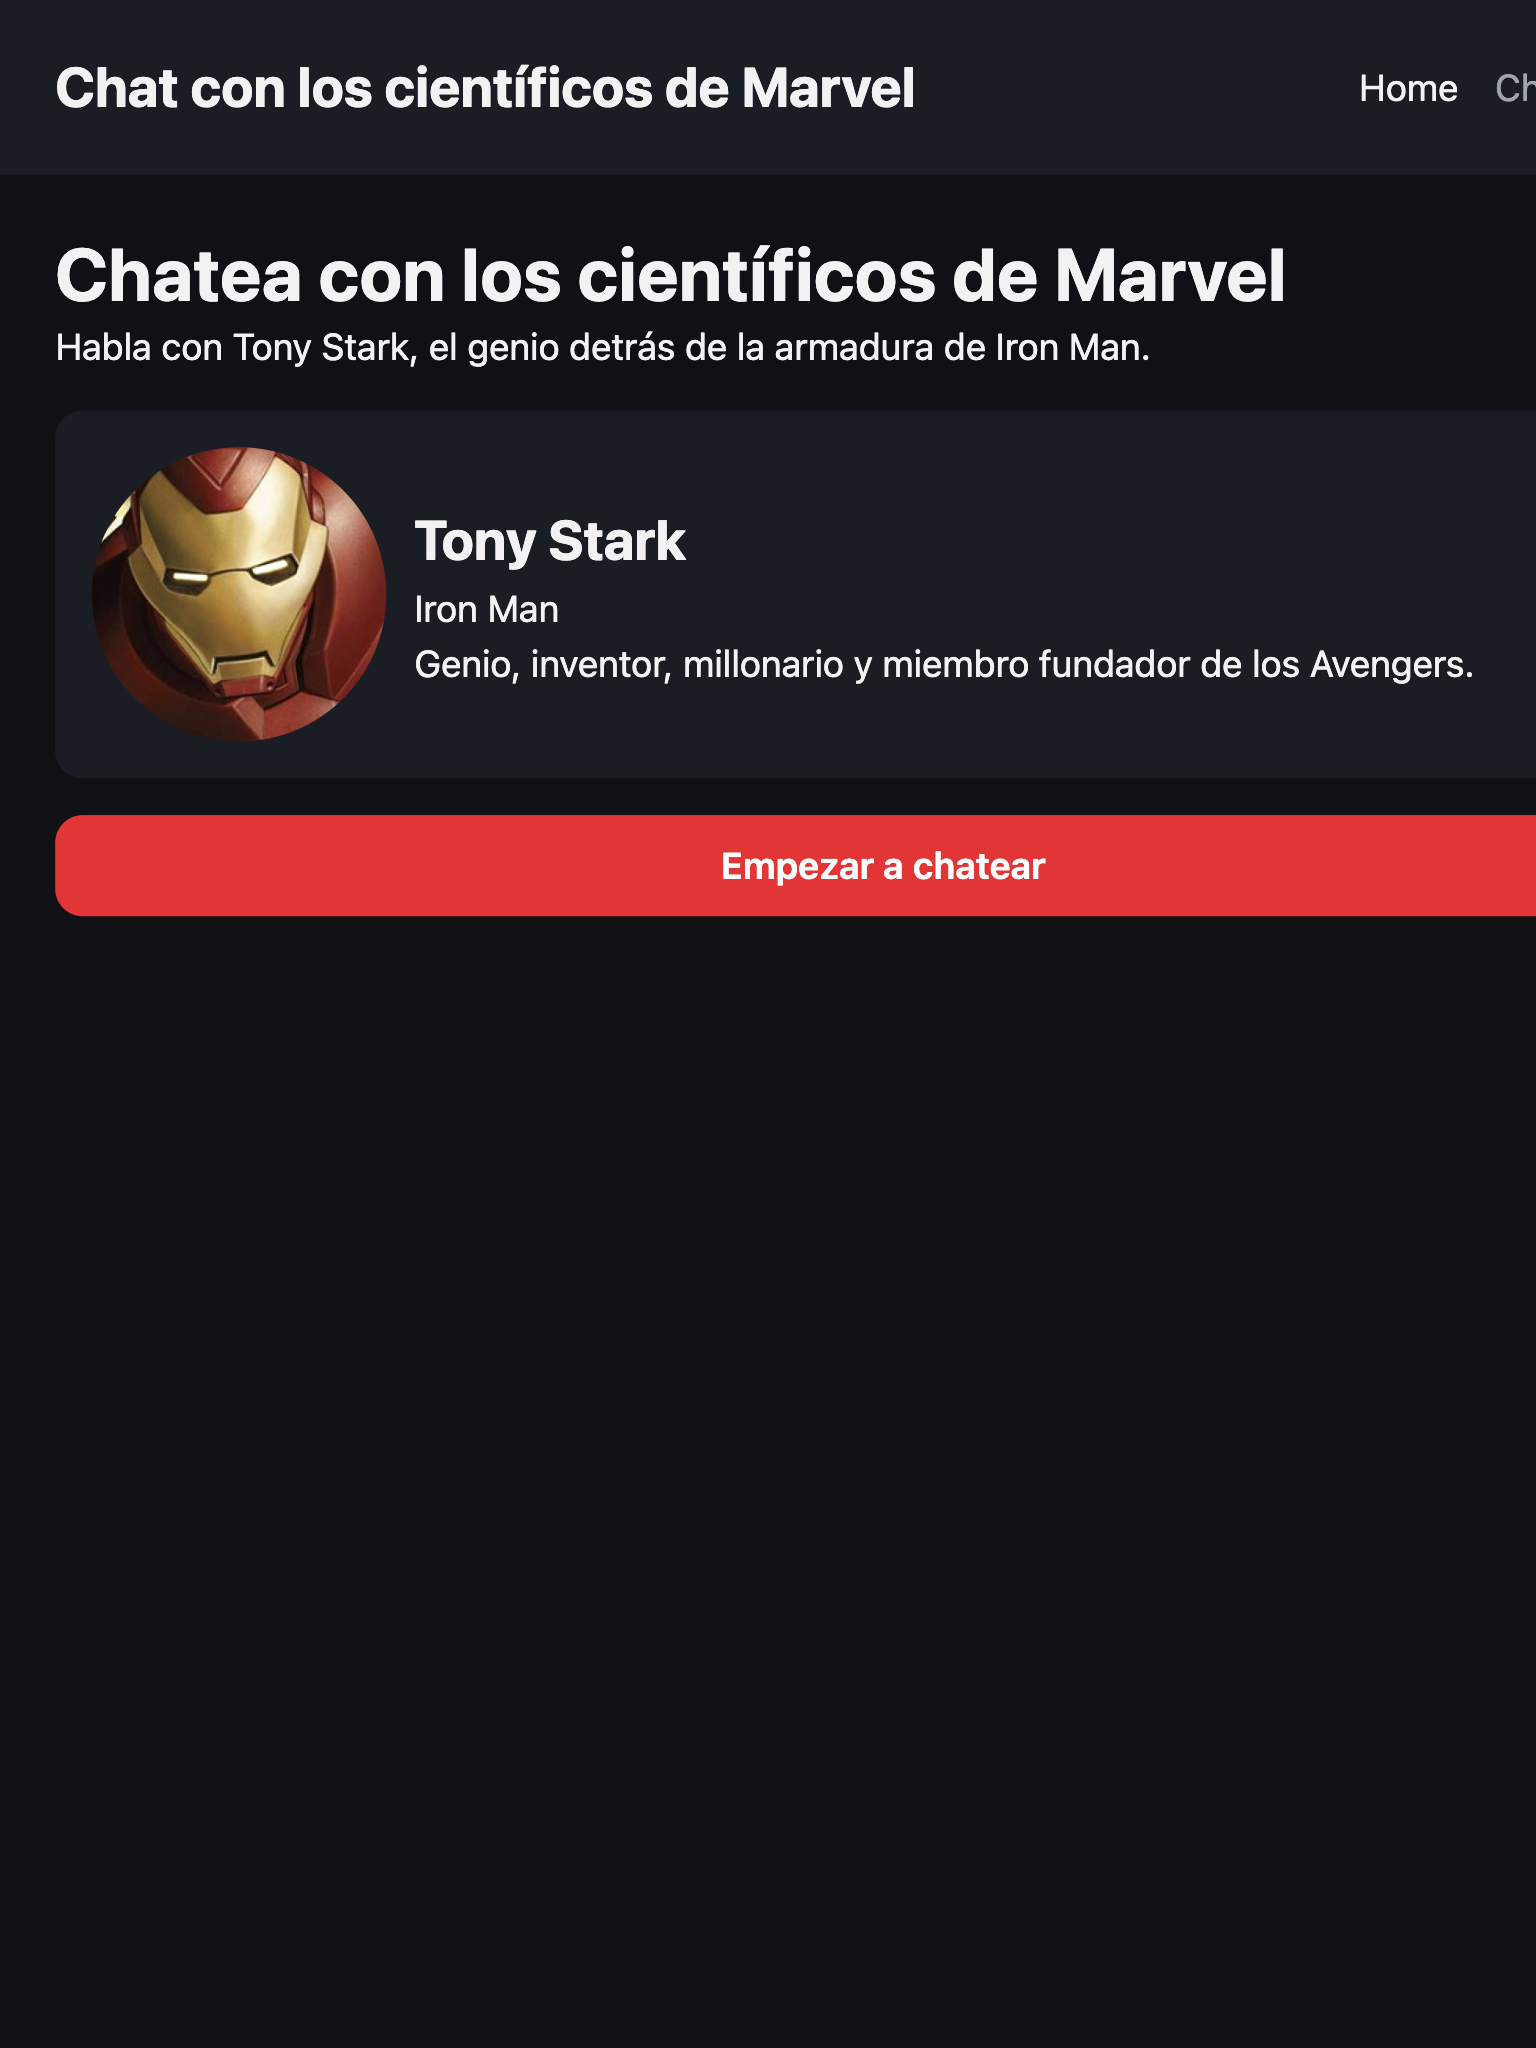 Chat con los científicos de Marvel
Home
Chatea con los científicos de Marvel
Habla con Tony Stark, el genio detrás de la armadura de Iron Man.
Tony Stark
Iron Man
Genio, inventor, millonario y miembro fundador de los Avengers.
Empezar a chatear